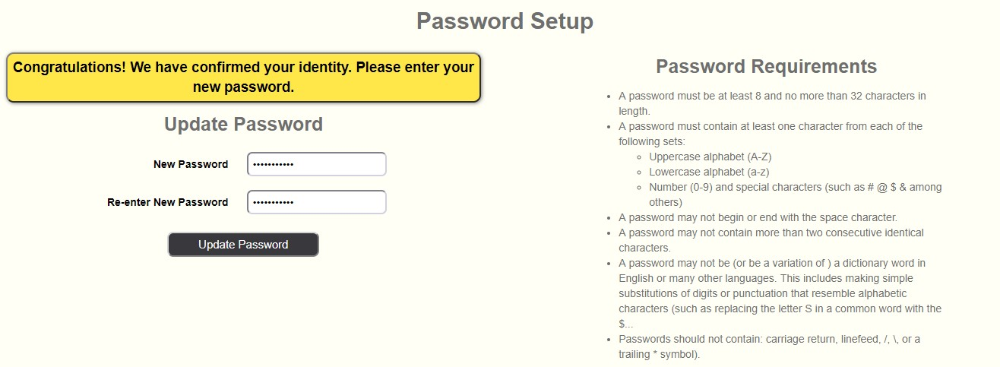 Password Setup
Congratulations! We have confirmed your identity. Please enter your
new password.
Update Password
New Password •••••••••••
Re-enter New Password •••••••••••
Update Password
Password Requirements
• A password must be at least 8 and no more than 32 characters in
length.
• A password must contain at least one character from each of the
following sets:
◦ Uppercase alphabet (A-Z)
◦ Lowercase alphabet (a-z)
◦ Number (0-9) and special characters (such as # @ $ & among
others)
• A password may not begin or end with the space character.
• A password may not contain more than two consecutive identical
characters.
• A password may not be (or be a variation of ) a dictionary word in
English or many other languages. This includes making simple
substitutions of digits or punctuation that resemble alphabetic
characters (such as replacing the letter S in a common word with the
$...
• Passwords should not contain: carriage return, linefeed, /, \, or a
trailing * symbol).